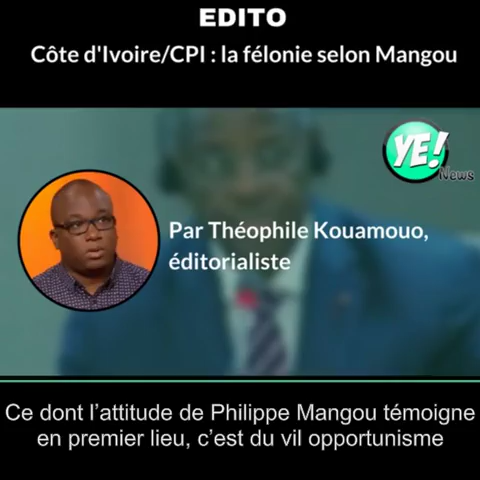 EDITO
Côte d'Ivoire/CPI : la félonie selon Mangou
YE!
News
Par Théophile Kouamouo,
éditorialiste
Ce dont l’attitude de Philippe Mangou témoigne
en premier lieu, c’est du vil opportunisme